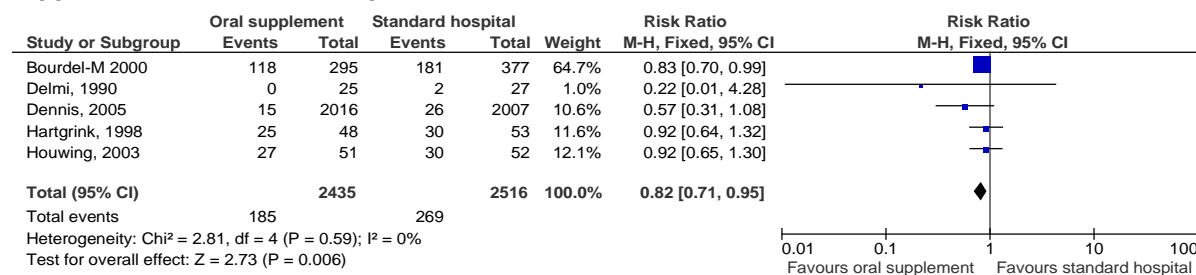 Oral supplement Standard hospital Risk Ratio Risk Ratio
Study or Subgroup Events Total Events Total Weight M-H, Fixed, 95% CI M-H, Fixed, 95% CI
Bourdel-M 2000 118 295 181 377 64.7% 0.83 [0.70, 0.99]
Delmi, 1990 0 25 2 27 1.0% 0.22 [0.01, 4.28]
Dennis, 2005 15 2016 26 2007 10.6% 0.57 [0.31, 1.08]
Hartgrink, 1998 25 48 30 53 11.6% 0.92 [0.64, 1.32]
Houwing, 2003 27 51 30 52 12.1% 0.92 [0.65, 1.30]
Total (95% CI) 2435 2516 100.0% 0.82 [0.71, 0.95]
Total events 185 269
Heterogeneity: Chi² = 2.81, df = 4 (P = 0.59); I² = 0%
Test for overall effect: Z = 2.73 (P = 0.006)
0.01 0.1 1 10 100
Favours oral supplement Favours standard hospital